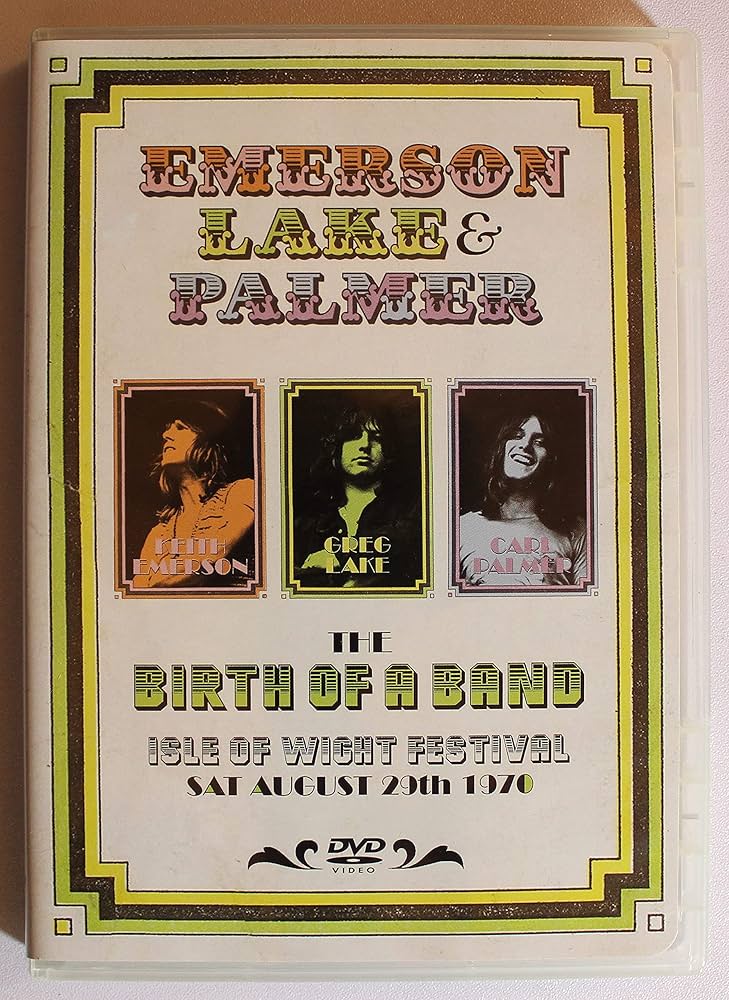 EMERSON
LAKE &
PALMER
KEITH
EMERSON
GREG
LAKE
CARL
PALMER
THE
BIRTH OF A BAND
ISLE OF WIGHT FESTIVAL
SAT AUGUST 29th 1970
DVD
VIDEO